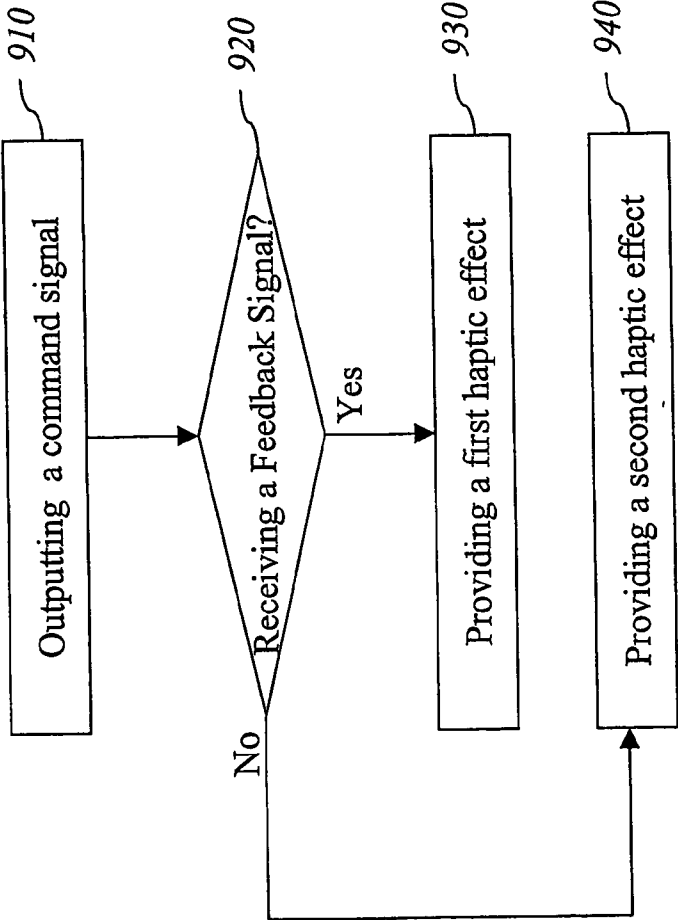 910
Outputting a command signal
920
Receiving a Feedback Signal?
No
Yes
930
Providing a first haptic effect
940
Providing a second haptic effect